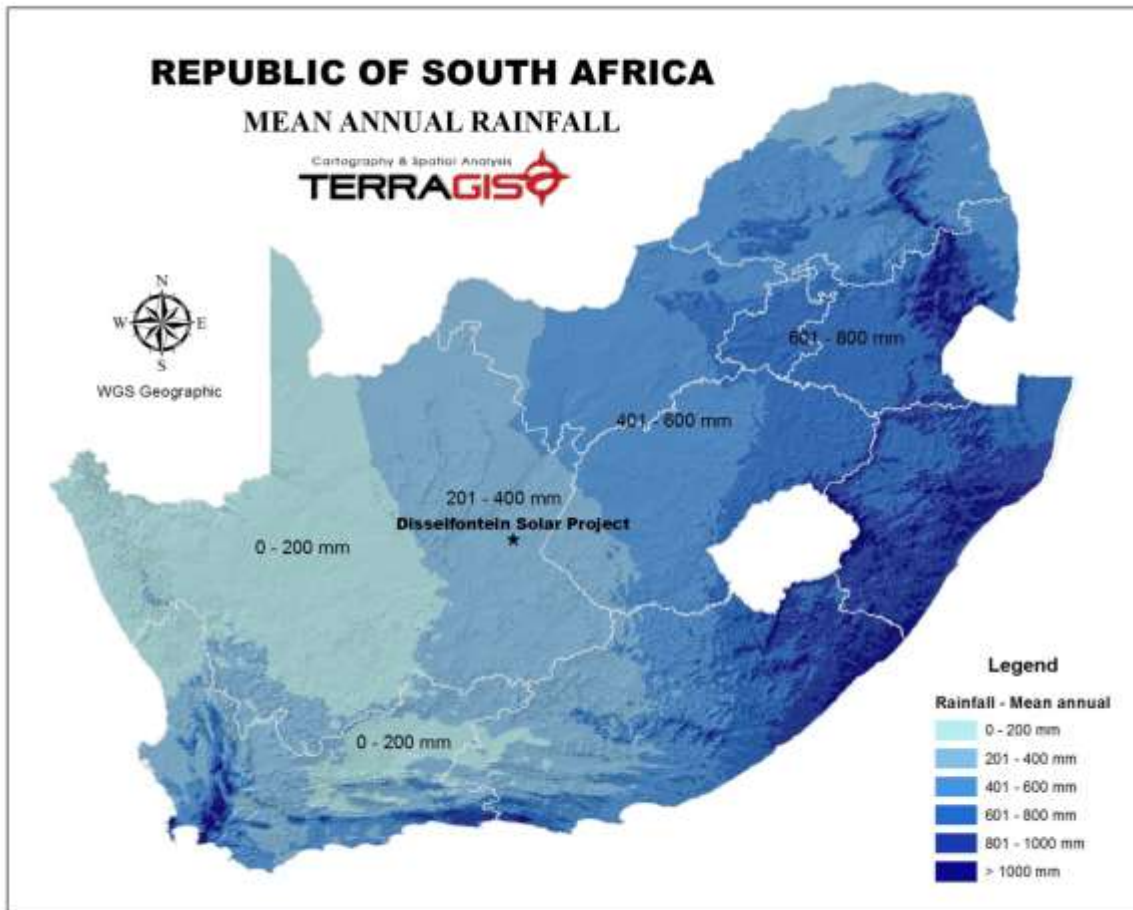 REPUBLIC OF SOUTH AFRICA
MEAN ANNUAL RAINFALL
Cartography & Spatial Analysis
TERRAGIS
N
W E
S
WGS Geographic
601 - 800 mm
401 - 600 mm
201 - 400 mm
Disselfontein Solar Project
0 - 200 mm
0 - 200 mm
Legend
Rainfall - Mean annual
0 - 200 mm
201 - 400 mm
401 - 600 mm
601 - 800 mm
801 - 1000 mm
> 1000 mm